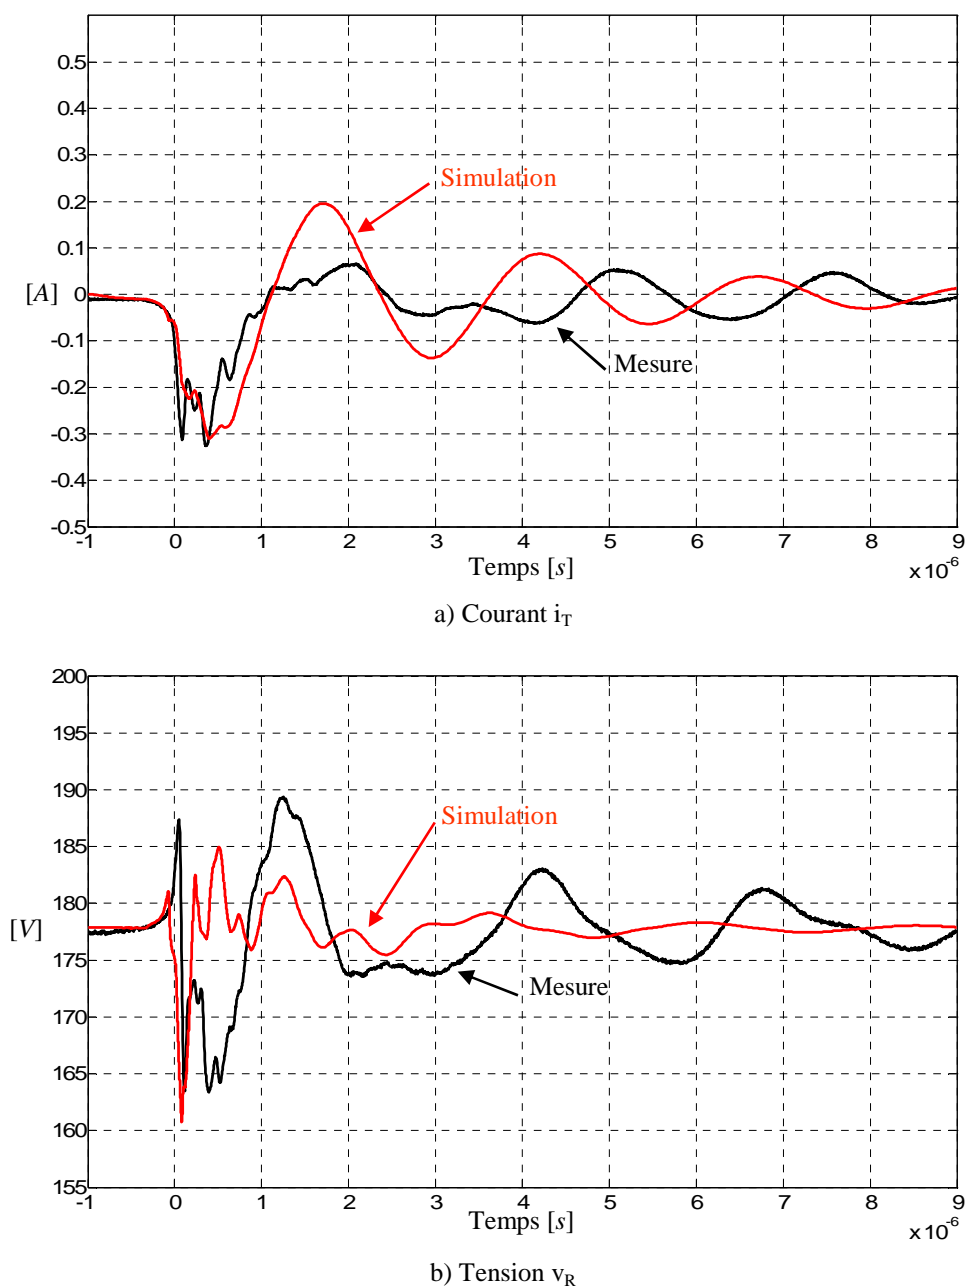 0.5
0.4
0.3
Simulation
0.2
0.1
[A] 0
-0.1
Mesure
-0.2
-0.3
-0.4
-0.5
-1 0 1 2 3 4 5 6 7 8 9
Temps [s]
x 10-6
a) Courant iT
200
195
190
Simulation
185
180
[V]
175
Mesure
170
165
160
155
-1 0 1 2 3 4 5 6 7 8 9
Temps [s]
x 10-6
b) Tension vR